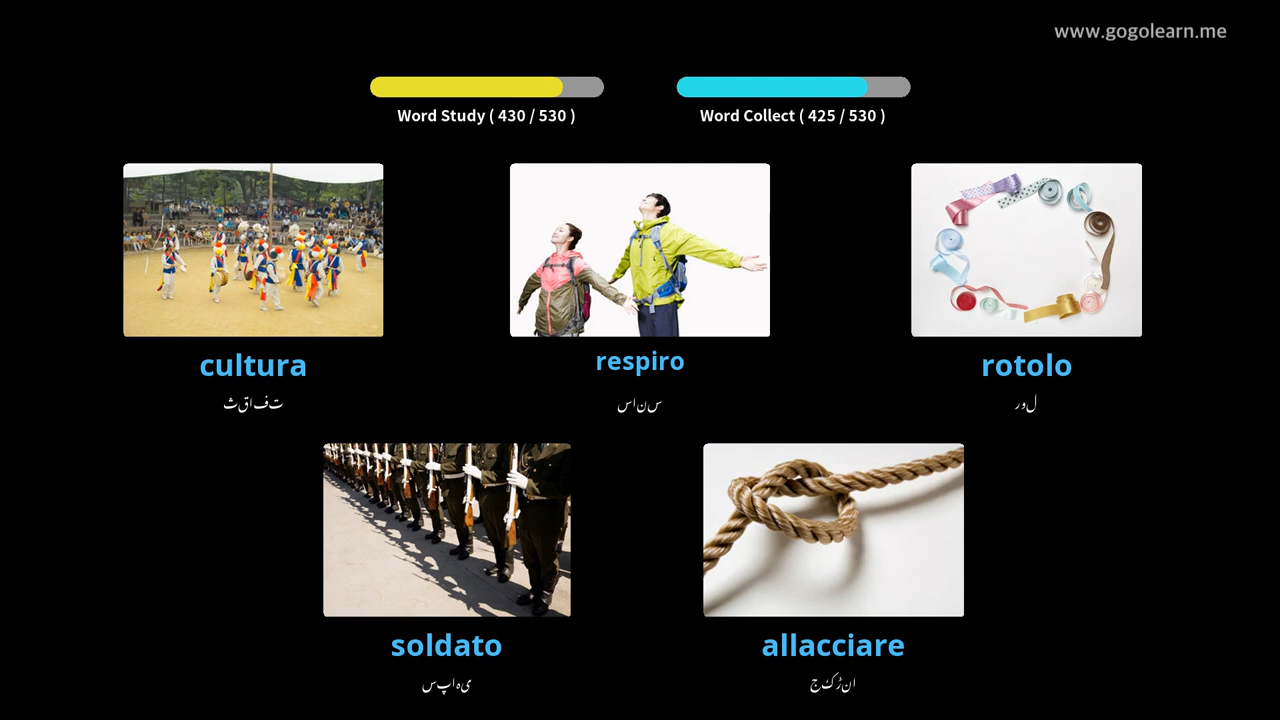 www.gogolearn.me
Word Study ( 430 / 530 )
Word Collect ( 425 / 530 )
cultura
تفاقث
respiro
سناس
rotolo
لور
soldato
یہاپس
allacciare
انڑکج